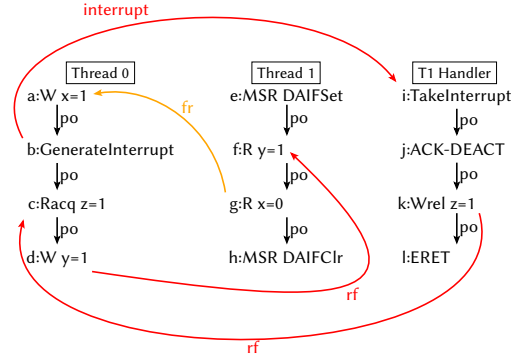 interrupt
Thread 0
Thread 1
T1 Handler
a:W x=1
e:MSR DAIFSet
i:TakeInterrupt
fr
po
po
po
b:GenerateInterrupt
f:R y=1
j:ACK-DEACT
po
po
po
c:Racq z=1
g:R x=0
k:Wrel z=1
po
po
po
d:W y=1
h:MSR DAIFClr
l:ERET
rf
rf